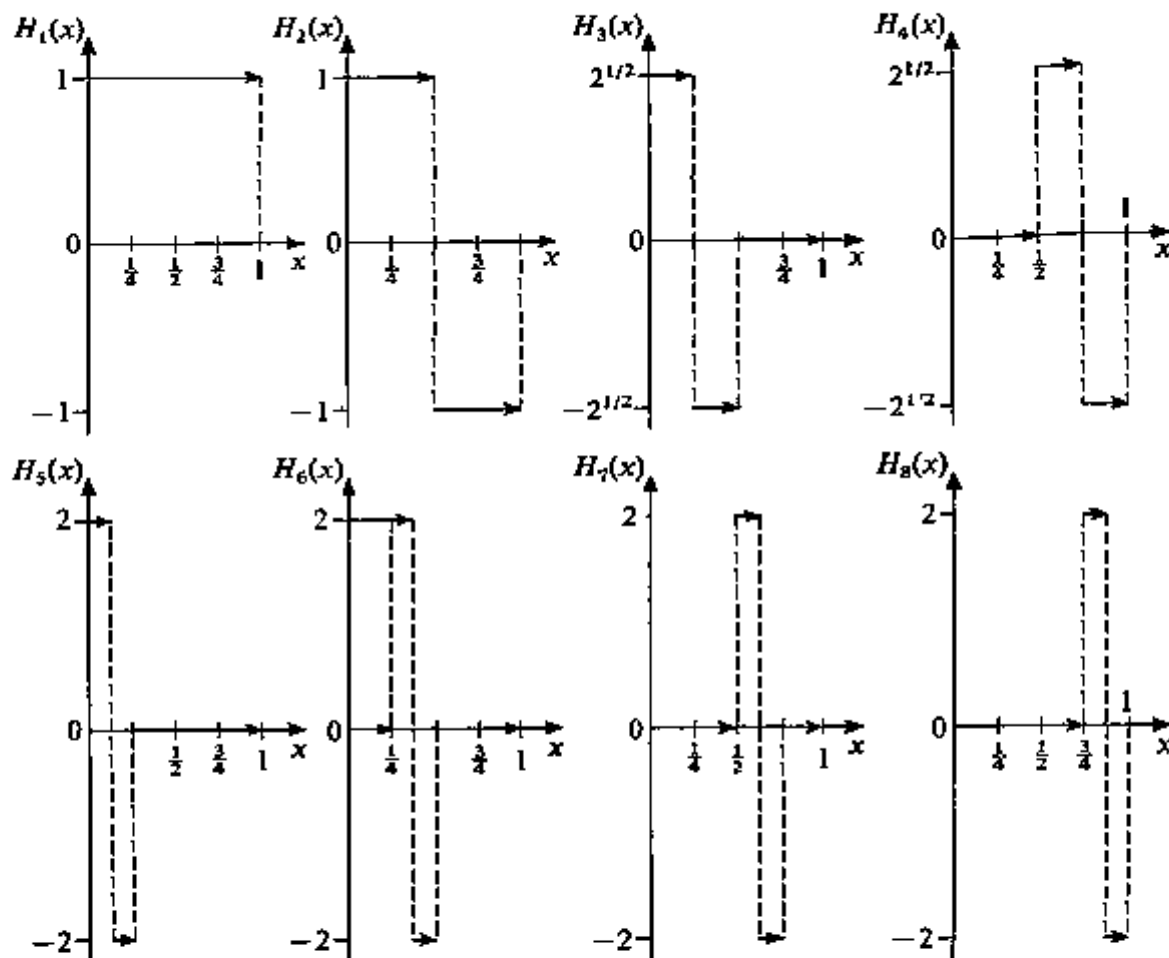 H₁(x) H₂(x) H₃(x) H₄(x)
1 1 2^{1/2} 2^{1/2}
0 1/4 1/2 3/4 1 x
0 1/4 3/4 x
0 3/4 1 x
0 1/4 1/2 1 x
−1 −1 −2^{1/2} −2^{1/2}
H₅(x) H₆(x) H₇(x) H₈(x)
2 2 2 2
0 1/2 3/4 1 x
0 1/4 3/4 1 x
0 1/4 1/2 1 x
0 1/4 1/2 3/4 1 x
−2 −2 −2 −2